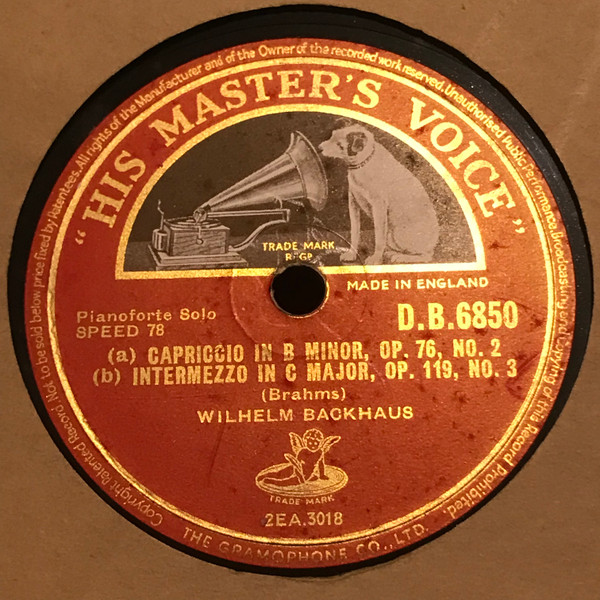 Copyright Patented Record Not to be sold below price fixed by Patentees. All rights of the Manufacturer and of the Owner of the recorded work reserved. Unauthorised Public Performance, Broadcasting and Copying of this Record Prohibited.
"HIS MASTER'S VOICE"
TRADE MARK
REGD
MADE IN ENGLAND
Pianoforte Solo
SPEED 78
D.B.6850
(a) CAPRICCIO IN B MINOR, OP. 76, NO. 2
(b) INTERMEZZO IN C MAJOR, OP. 119, NO. 3
(Brahms)
WILHELM BACKHAUS
TRADE MARK
2EA.3018
THE GRAMOPHONE CO., LTD.